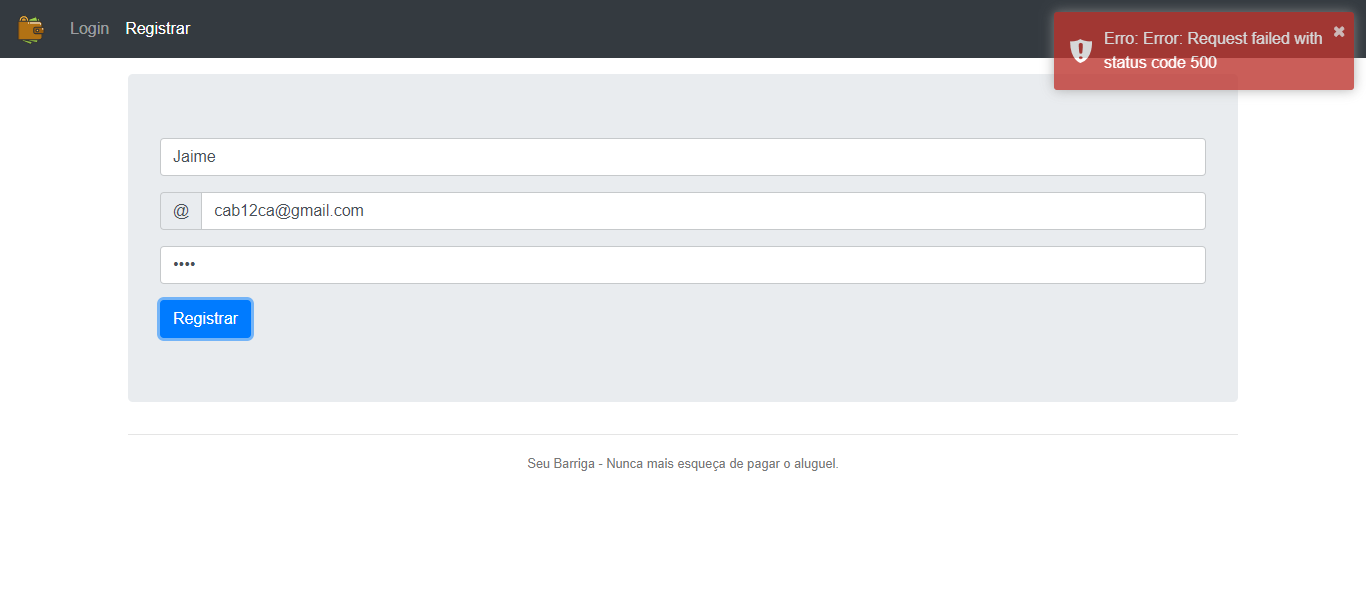 Login Registrar
Erro: Error: Request failed with
status code 500
Jaime
@ cab12ca@gmail.com
••••
Registrar
Seu Barriga - Nunca mais esqueça de pagar o aluguel.